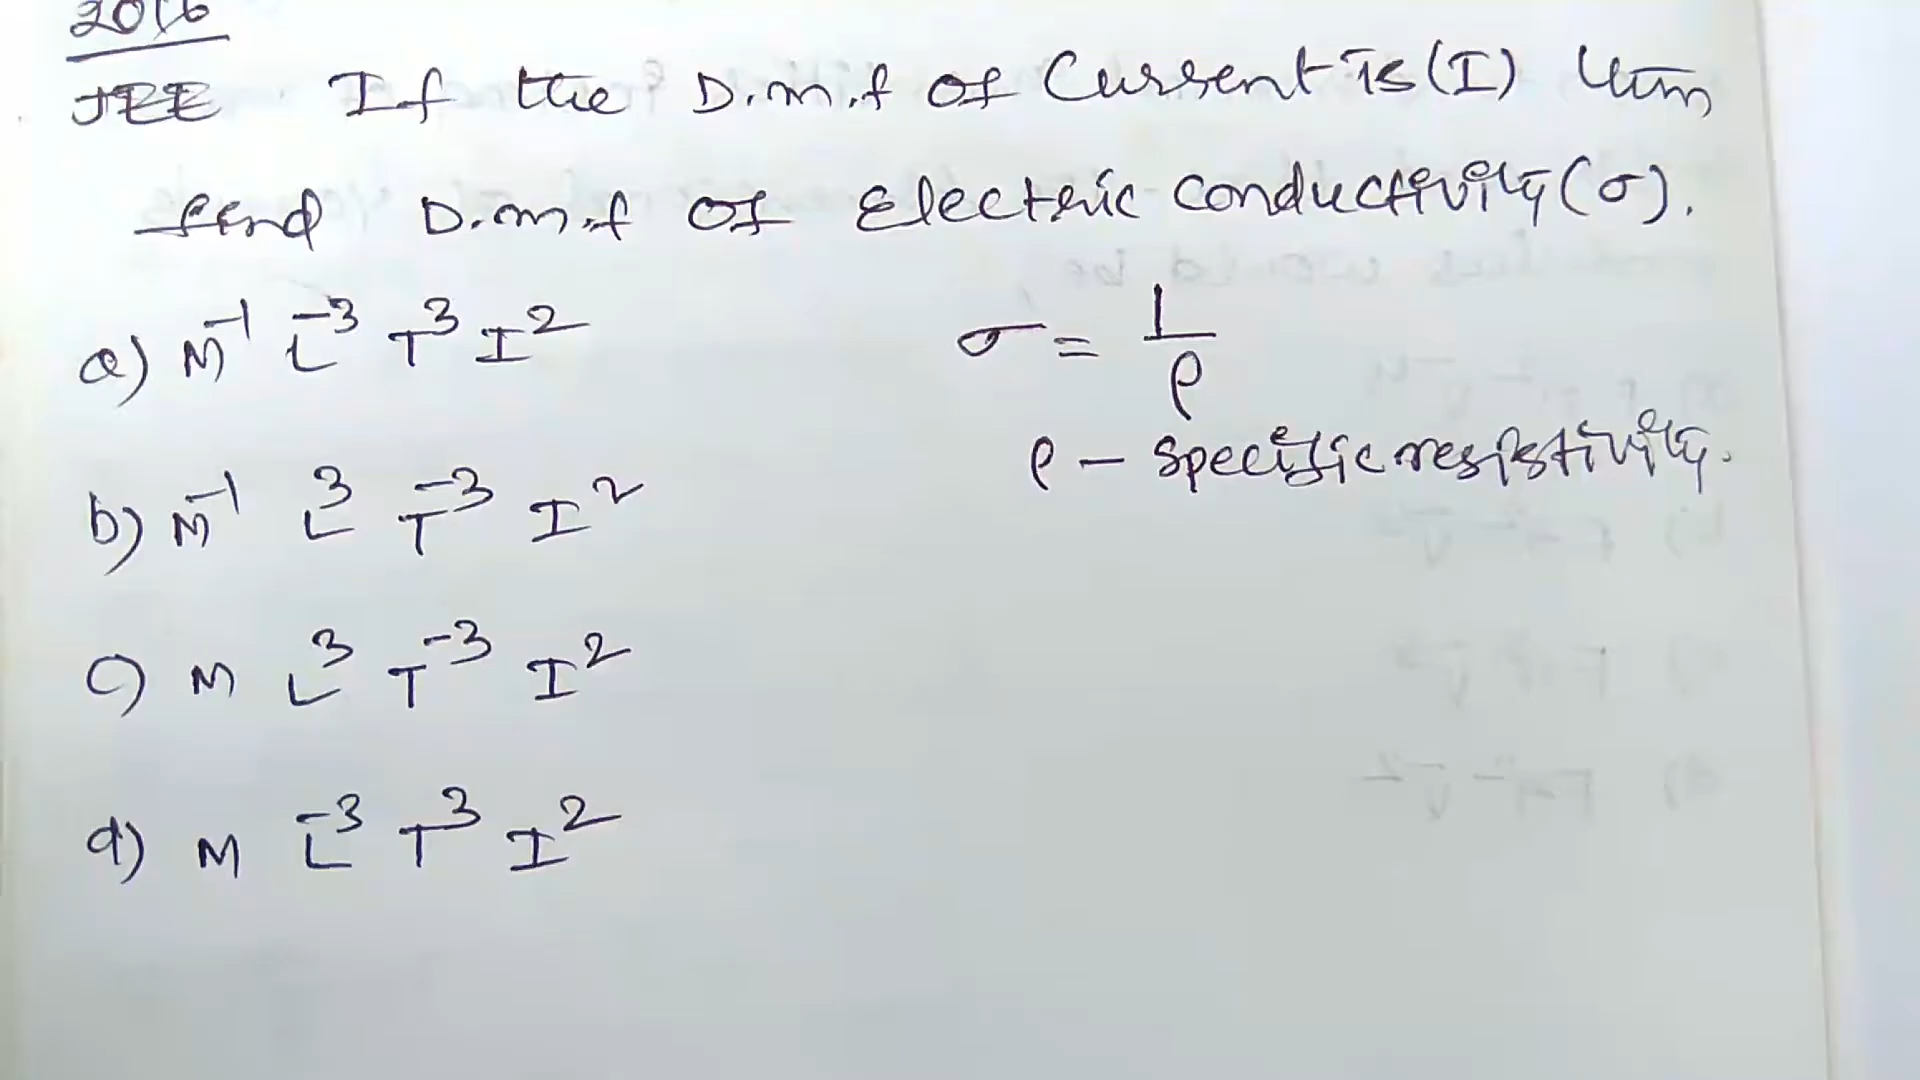 2016
JEE If the D.m.f of Current is (I) then
find D.m.f of Electric conductivity (σ).
a) M⁻¹ L⁻³ T³ I²
σ = 1/ρ
ρ – Specific resistivity.
b) M⁻¹ L³ T⁻³ I²
c) M L³ T⁻³ I²
d) M L⁻³ T³ I²